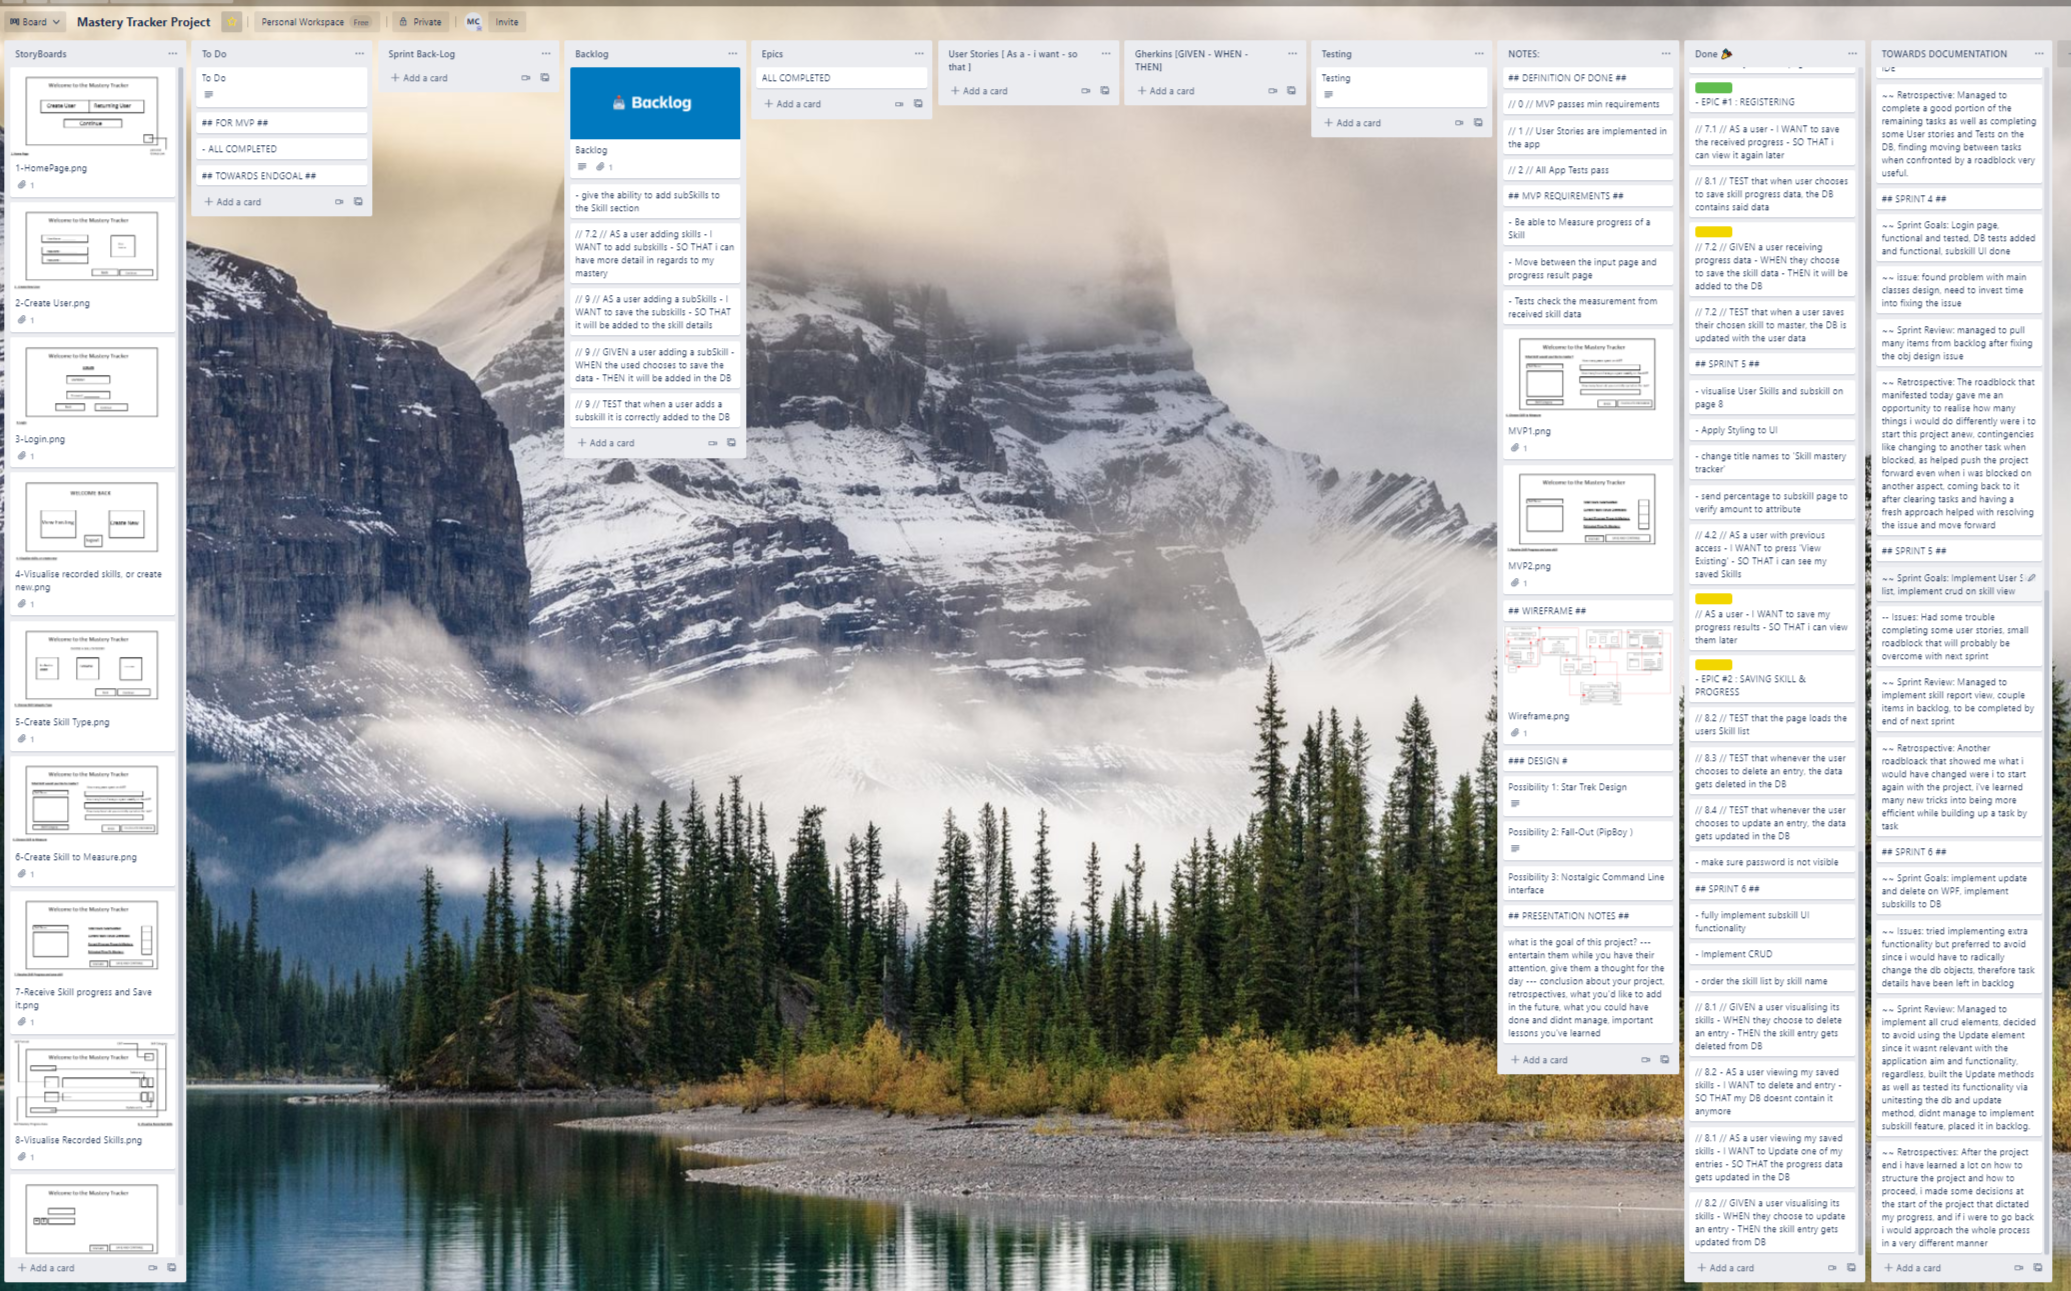 Board
Mastery Tracker Project
Personal Workspace Free
Private
MC
Invite
StoryBoards
Welcome to the Mastery Tracker
Create User
Returning User
Continue
1-HomePage.png
1
Welcome to the Mastery Tracker
2-Create User.png
1
Welcome to the Mastery Tracker
3-Login.png
1
WELCOME BACK
4-Visualise recorded skills, or create
new.png
1
Welcome to the Mastery Tracker
5-Create Skill Type.png
1
Welcome to the Mastery Tracker
6-Create Skill to Measure.png
1
Welcome to the Mastery Tracker
7-Receive Skill progress and Save
it.png
1
Welcome to the Mastery Tracker
8-Visualise Recorded Skills.png
1
Welcome to the Mastery Tracker
+ Add a card
To Do
To Do
## FOR MVP ##
- ALL COMPLETED
## TOWARDS ENDGOAL ##
+ Add a card
Sprint Back-Log
+ Add a card
Backlog
Backlog
Backlog
1
- give the ability to add subSkills to
the Skill section
// 7.2 // AS a user adding skills - I
WANT to add subskills - SO THAT i can
have more detail in regards to my
mastery
// 9 // AS a user adding a subSkills - I
WANT to save the subskills - SO THAT
it will be added to the skill details
// 9 // GIVEN a user adding a subSkill -
WHEN the used chooses to save the
data - THEN it will be added in the DB
// 9 // TEST that when a user adds a
subskill it is correctly added to the DB
+ Add a card
Epics
ALL COMPLETED
+ Add a card
User Stories [ As a - i want - so
that ]
+ Add a card
Gherkins [GIVEN - WHEN -
THEN]
+ Add a card
Testing
Testing
+ Add a card
NOTES:
## DEFINITION OF DONE ##
// 0 // MVP passes min requirements
// 1 // User Stories are implemented in
the app
// 2 // All App Tests pass
## MVP REQUIREMENTS ##
- Be able to Measure progress of a
Skill
- Move between the input page and
progress result page
- Tests check the measurement from
received skill data
Welcome to the Mastery Tracker
MVP1.png
1
Welcome to the Mastery Tracker
MVP2.png
1
## WIREFRAME ##
Wireframe.png
1
### DESIGN #
Possibility 1: Star Trek Design
Possibility 2: Fall-Out (PipBoy )
Possibility 3: Nostalgic Command Line
interface
## PRESENTATION NOTES ##
what is the goal of this project? ---
entertain them while you have their
attention, give them a thought for the
day --- conclusion about your project,
retrospectives, what you'd like to add
in the future, what you could have
done and didnt manage, important
lessons you've learned
+ Add a card
Done
- EPIC #1 : REGISTERING
// 7.1 // AS a user - I WANT to save
the received progress - SO THAT i
can view it again later
// 8.1 // TEST that when user chooses
to save skill progress data, the DB
contains said data
// 7.2 // GIVEN a user receiving
progress data - WHEN they choose
to save the skill data - THEN it will be
added to the DB
// 7.2 // TEST that when a user saves
their chosen skill to master, the DB is
updated with the user data
## SPRINT 5 ##
- visualise User Skills and subskill on
page 8
- Apply Styling to UI
- change title names to 'Skill mastery
tracker'
- send percentage to subskill page to
verify amount to attribute
// 4.2 // AS a user with previous
access - I WANT to press 'View
Existing' - SO THAT i can see my
saved Skills
// AS a user - I WANT to save my
progress results - SO THAT i can view
them later
- EPIC #2 : SAVING SKILL &
PROGRESS
// 8.2 // TEST that the page loads the
users Skill list
// 8.3 // TEST that whenever the user
chooses to delete an entry, the data
gets deleted in the DB
// 8.4 // TEST that whenever the user
chooses to update an entry, the data
gets updated in the DB
- make sure password is not visible
## SPRINT 6 ##
- fully implement subskill UI
functionality
- Implement CRUD
- order the skill list by skill name
// 8.1 // GIVEN a user visualising its
skills - WHEN they choose to delete
an entry - THEN the skill entry gets
deleted from DB
// 8.2 - AS a user viewing my saved
skills - I WANT to delete and entry -
SO THAT my DB doesnt contain it
anymore
// 8.1 // AS a user viewing my saved
skills - I WANT to Update one of my
entries - SO THAT the progress data
gets updated in the DB
// 8.2 // GIVEN a user visualising its
skills - WHEN they choose to update
an entry - THEN the skill entry gets
updated from DB
+ Add a card
TOWARDS DOCUMENTATION
IDE
~~ Retrospective: Managed to
complete a good portion of the
remaining tasks as well as completing
some User stories and Tests on the
DB, finding moving between tasks
when confronted by a roadblock very
useful.
## SPRINT 4 ##
~~ Sprint Goals: Login page,
functional and tested, DB tests added
and functional, subskill UI done
~~ issue: found problem with main
classes design, need to invest time
into fixing the issue
~~ Sprint Review: managed to pull
many items from backlog after fixing
the obj design issue
~~ Retrospective: The roadblock that
manifested today gave me an
opportunity to realise how many
things i would do differently were i to
start this project anew, contingencies
like changing to another task when
blocked, as helped push the project
forward even when i was blocked on
another aspect, coming back to it
after clearing tasks and having a
fresh approach helped with resolving
the issue and move forward
## SPRINT 5 ##
~~ Sprint Goals: Implement User S
list, implement crud on skill view
-- Issues: Had some trouble
completing some user stories, small
roadblock that will probably be
overcome with next sprint
~~ Sprint Review: Managed to
implement skill report view, couple
items in backlog, to be completed by
end of next sprint
~~ Retrospective: Another
roadbloack that showed me what i
would have changed were i to start
again with the project, i've learned
many new tricks into being more
efficient while building up a task by
task
## SPRINT 6 ##
~~ Sprint Goals: implement update
and delete on WPF, implement
subskills to DB
~~ Issues: tried implementing extra
functionality but preferred to avoid
since i would have to radically
change the db objects, therefore task
details have been left in backlog
~~ Sprint Review: Managed to
implement all crud elements, decided
to avoid using the Update element
since it wasnt relevant with the
application aim and functionality,
regardless, built the Update methods
as well as tested its functionality via
unitesting the db and update
method, didnt manage to implement
subskill feature, placed it in backlog.
~~ Retrospectives: After the project
end i have learned a lot on how to
structure the project and how to
proceed, i made some decisions at
the start of the project that dictated
my progress, and if i were to go back
i would approach the whole process
in a very different manner
+ Add a card